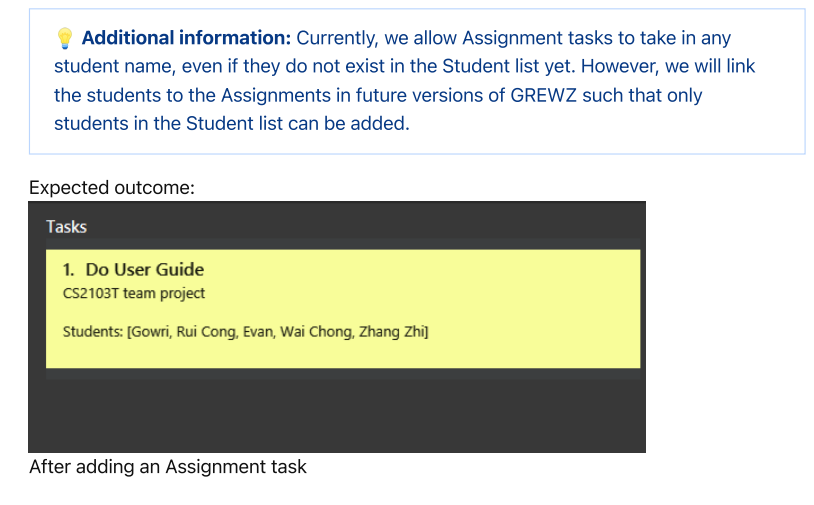 💡 Additional information: Currently, we allow Assignment tasks to take in any
student name, even if they do not exist in the Student list yet. However, we will link
the students to the Assignments in future versions of GREWZ such that only
students in the Student list can be added.
Expected outcome:
Tasks
1. Do User Guide
CS2103T team project
Students: [Gowri, Rui Cong, Evan, Wai Chong, Zhang Zhi]
After adding an Assignment task